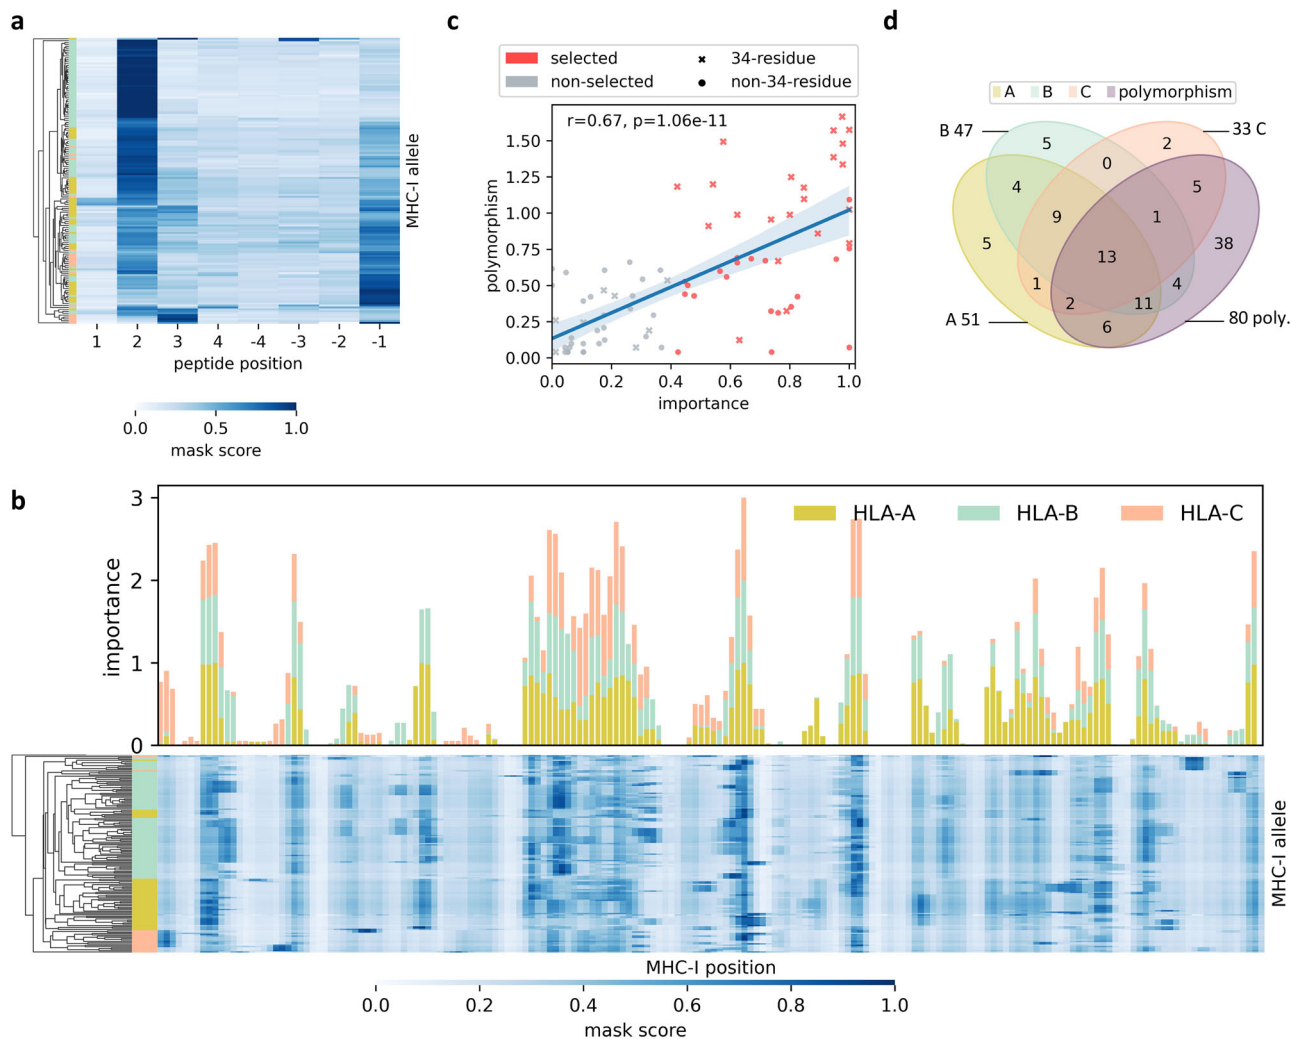 a
MHC-I allele
1 2 3 4 -4 -3 -2 -1
peptide position
0.0 0.5 1.0
mask score
c
selected
non-selected
34-residue
non-34-residue
r=0.67, p=1.06e-11
polymorphism
1.50
1.25
1.00
0.75
0.50
0.25
0.00
0.0 0.2 0.4 0.6 0.8 1.0
importance
d
A B C polymorphism
B 47
33 C
5
2
0
4
5
9
1
5
13
38
1
2
11
4
6
A 51
80 poly.
b
HLA-A HLA-B HLA-C
importance
3
2
1
0
MHC-I allele
MHC-I position
0.0 0.2 0.4 0.6 0.8 1.0
mask score